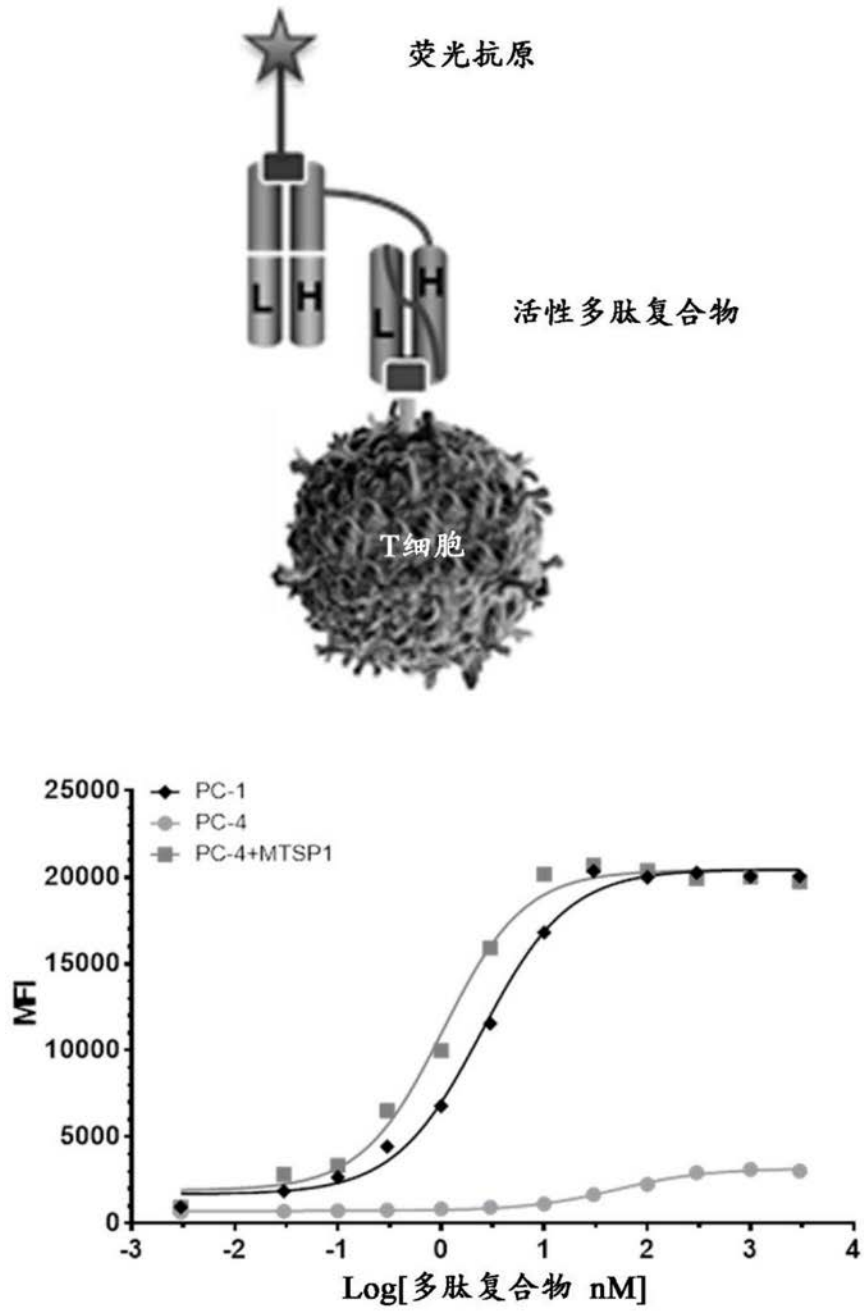 荧光抗原
L H
H
L
活性多肽复合物
T细胞
PC-1
PC-4
PC-4+MTSP1
25000
20000
15000
10000
5000
0
MFI
-3 -2 -1 0 1 2 3 4
Log[多肽复合物 nM]